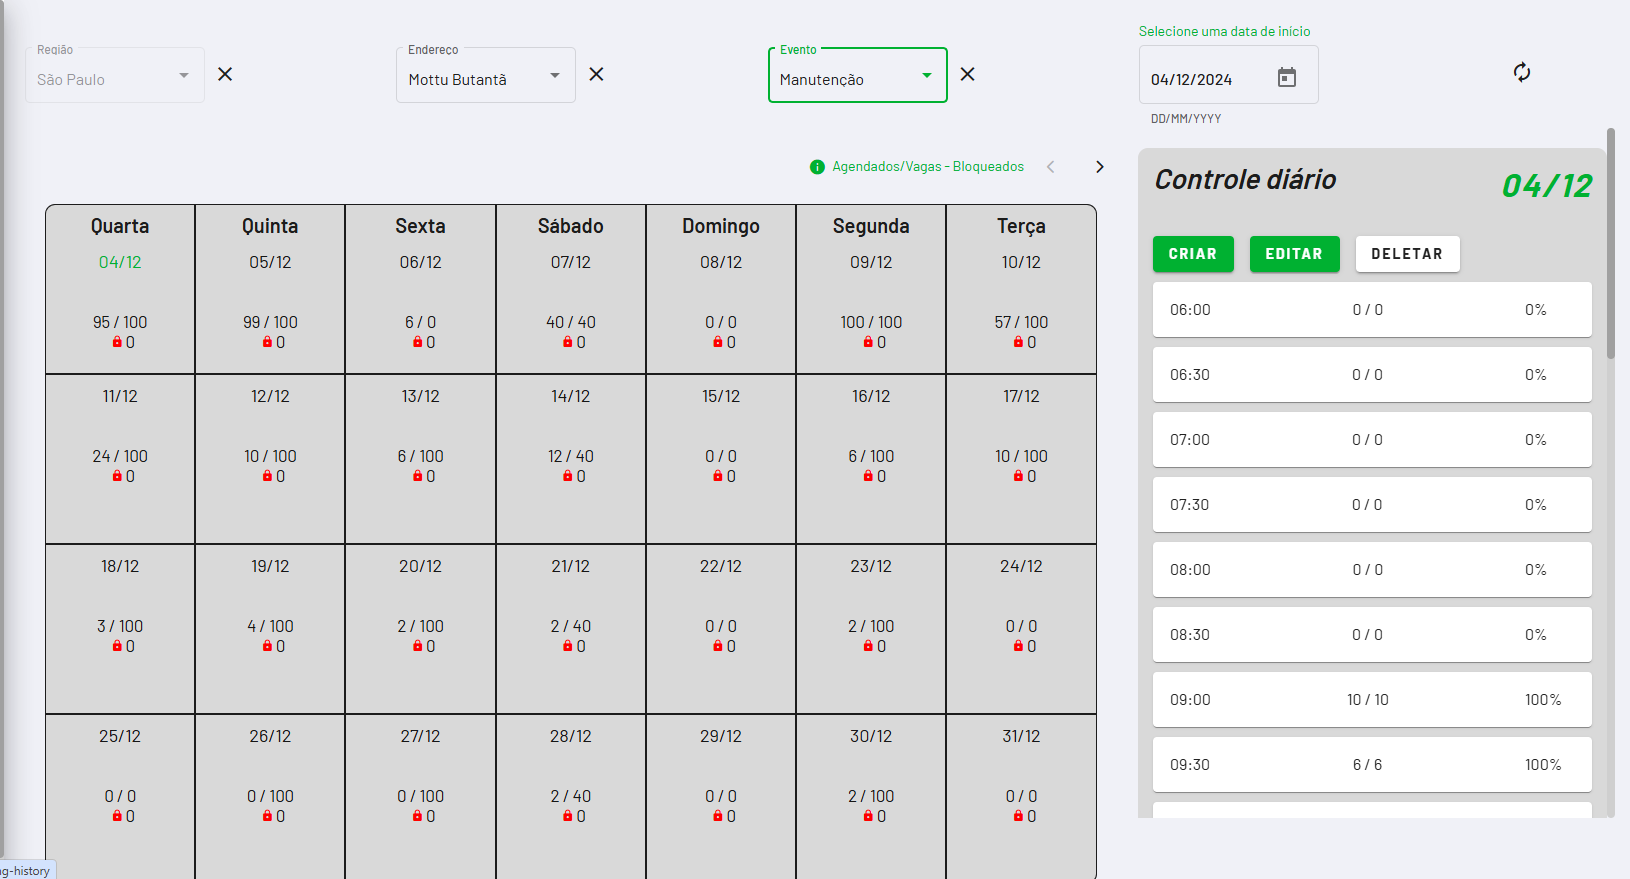 Região
São Paulo
Endereço
Mottu Butantã
Evento
Manutenção
Selecione uma data de início
04/12/2024
DD/MM/YYYY
Agendados/Vagas - Bloqueados
Quarta Quinta Sexta Sábado Domingo Segunda Terça
04/12 05/12 06/12 07/12 08/12 09/12 10/12
95 / 100 99 / 100 6 / 0 40 / 40 0 / 0 100 / 100 57 / 100
0 0 0 0 0 0 0
11/12 12/12 13/12 14/12 15/12 16/12 17/12
24 / 100 10 / 100 6 / 100 12 / 40 0 / 0 6 / 100 10 / 100
0 0 0 0 0 0 0
18/12 19/12 20/12 21/12 22/12 23/12 24/12
3 / 100 4 / 100 2 / 100 2 / 40 0 / 0 2 / 100 0 / 0
0 0 0 0 0 0 0
25/12 26/12 27/12 28/12 29/12 30/12 31/12
0 / 0 0 / 100 0 / 100 2 / 40 0 / 0 2 / 100 0 / 0
0 0 0 0 0 0 0
Controle diário 04/12
CRIAR EDITAR DELETAR
06:00 0 / 0 0%
06:30 0 / 0 0%
07:00 0 / 0 0%
07:30 0 / 0 0%
08:00 0 / 0 0%
08:30 0 / 0 0%
09:00 10 / 10 100%
09:30 6 / 6 100%
g-history